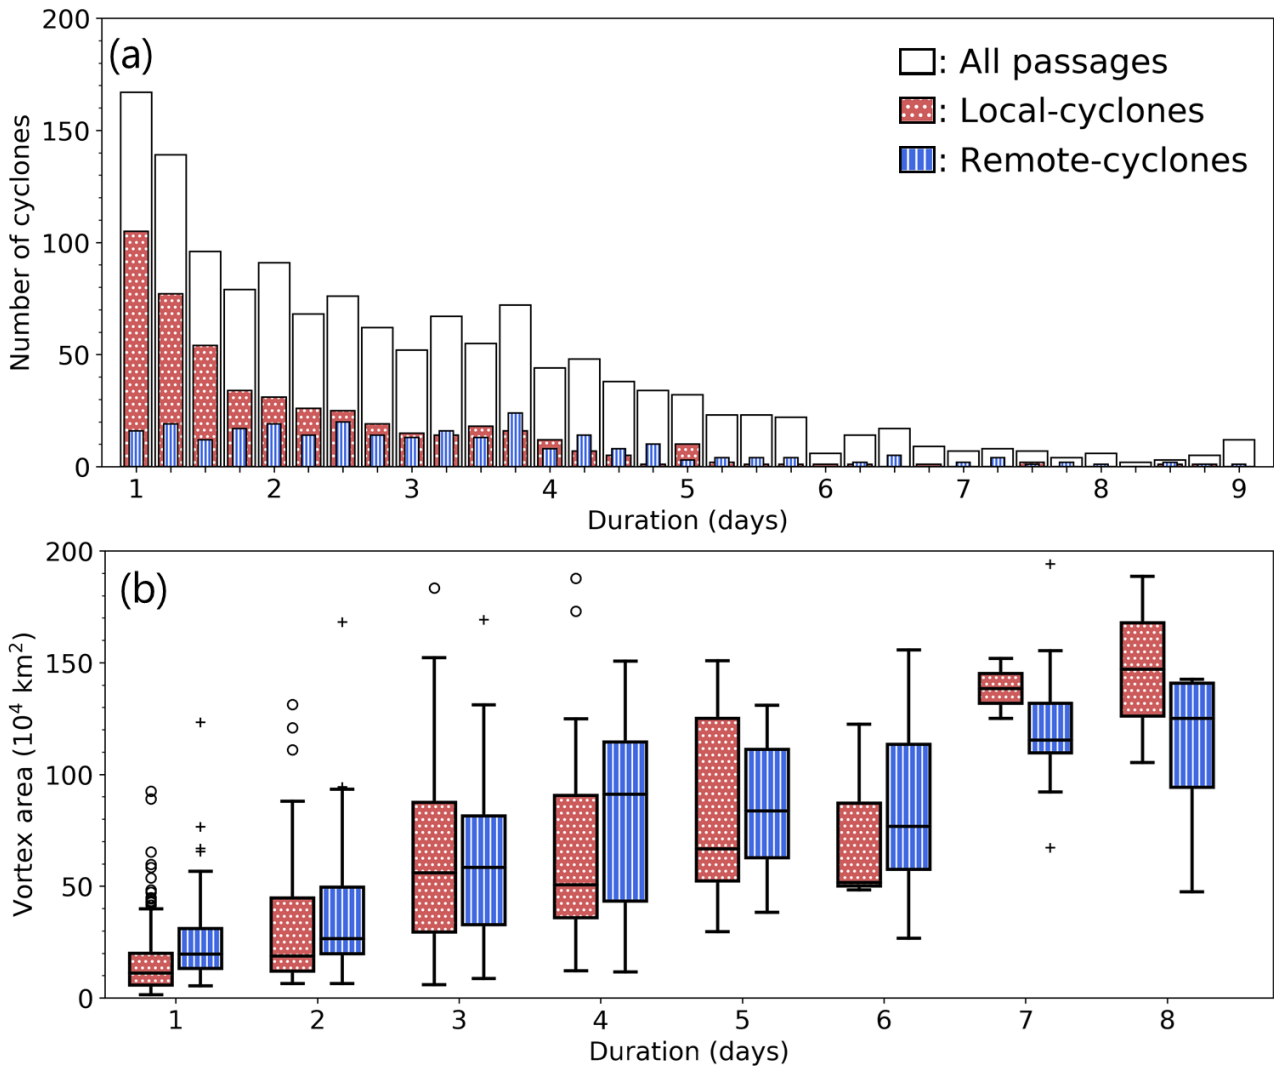 200
150
100
50
0
Number of cyclones
(a)
: All passages
: Local-cyclones
: Remote-cyclones
1 2 3 4 5 6 7 8 9
Duration (days)
200
150
100
50
0
Vortex area (10⁴ km²)
(b)
1 2 3 4 5 6 7 8
Duration (days)